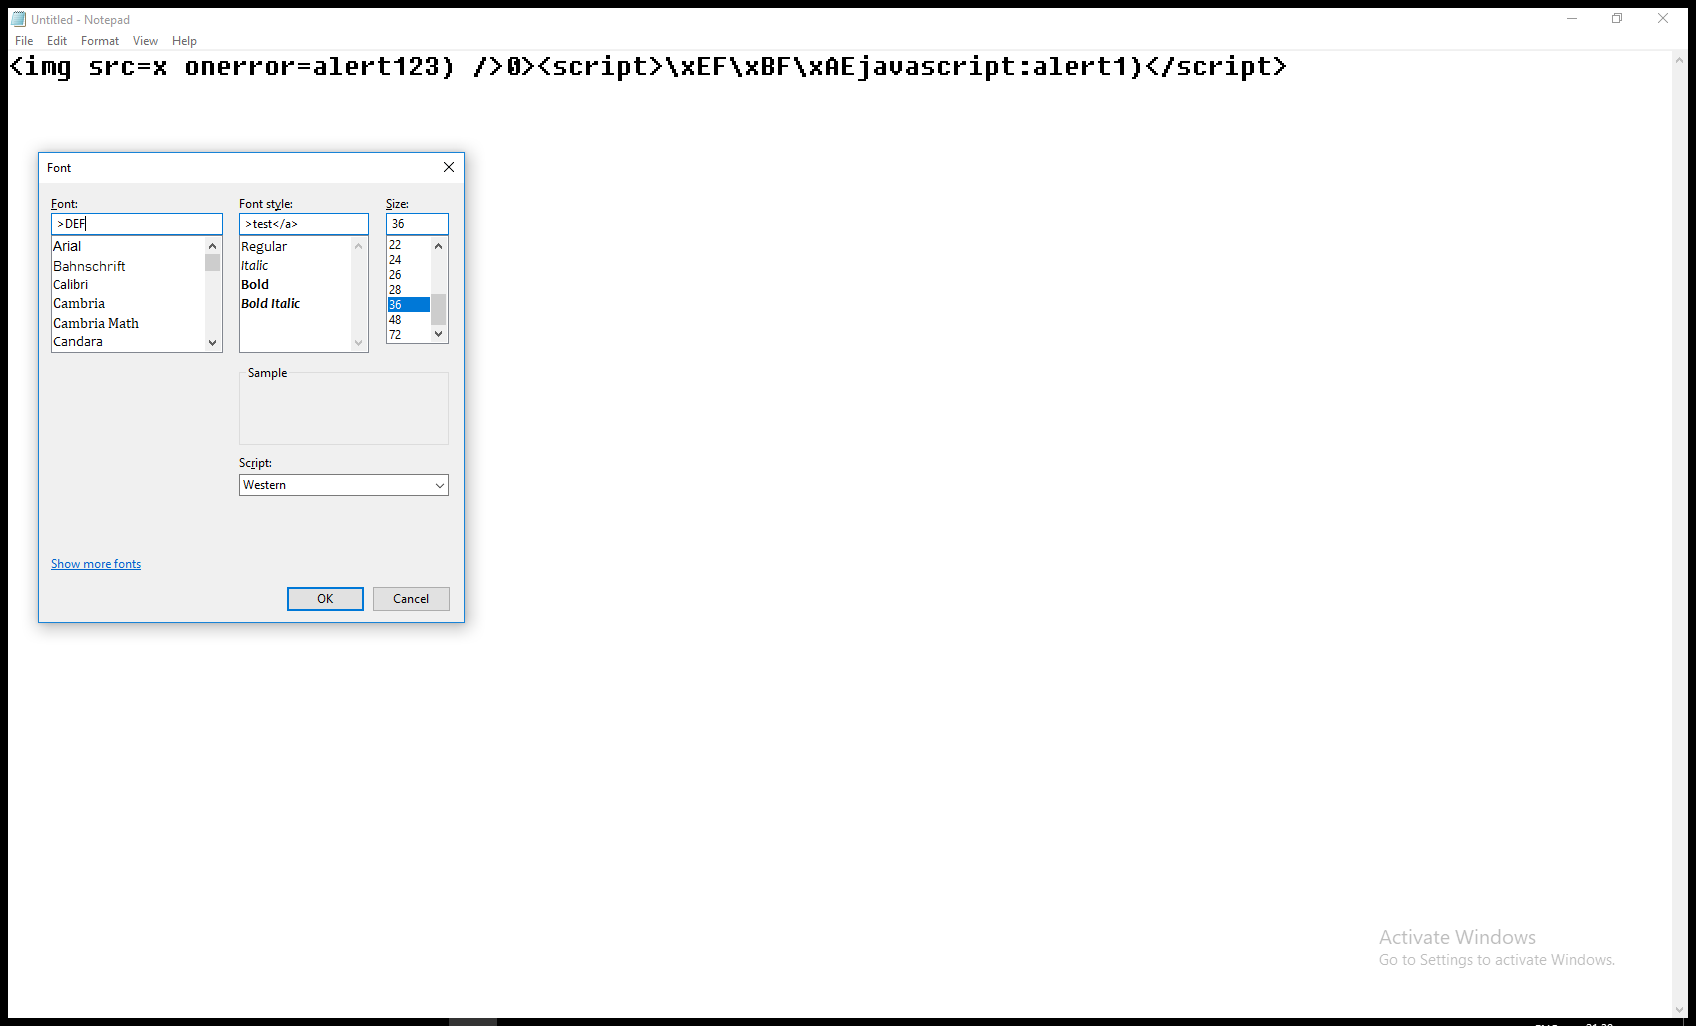 Untitled - Notepad
File Edit Format View Help
<img src=x onerror=alert123) />0><script>\xEF\xBF\xAEjavascript:alert1)</script>
Font
Font: Font style: Size:
>DEF >test</a> 36
Arial
Bahnschrift
Calibri
Cambria
Cambria Math
Candara
Regular
Italic
Bold
Bold Italic
22
24
26
28
36
48
72
Sample
Script:
Western
Show more fonts
OK Cancel
Activate Windows
Go to Settings to activate Windows.